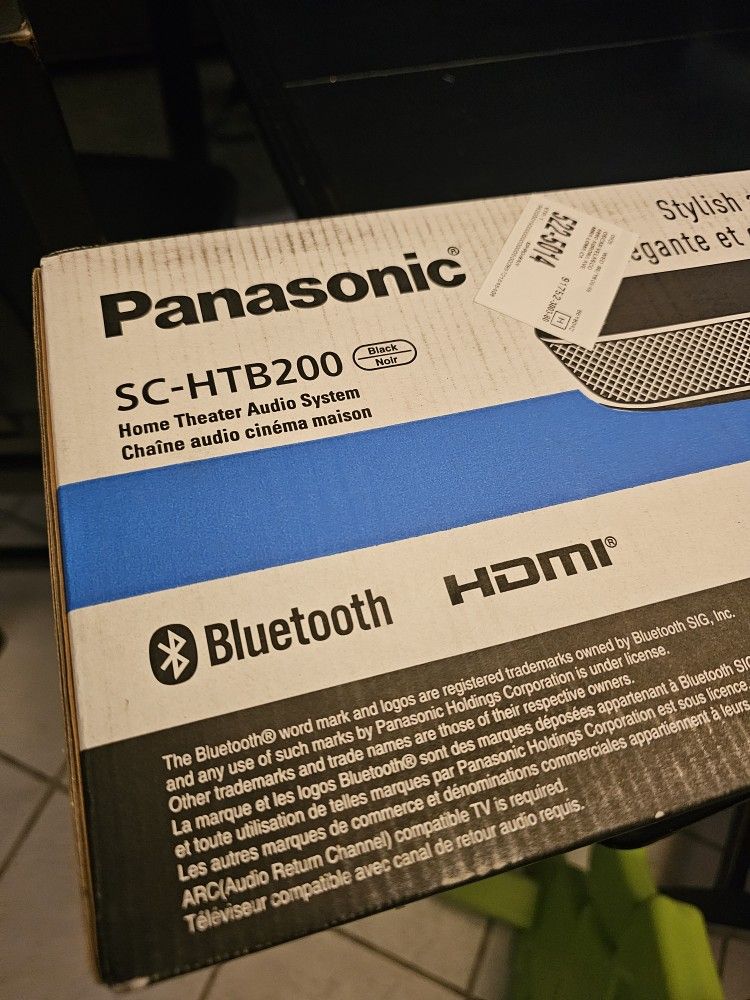 Panasonic®
SC-HTB200 Black Noir
Home Theater Audio System
Chaîne audio cinéma maison
Stylish
égante et
522-5014
91752
H
Bluetooth
HDMI®
The Bluetooth® word mark and logos are registered trademarks owned by Bluetooth SIG, Inc.
and any use of such marks by Panasonic Holdings Corporation is under license.
Other trademarks and trade names are those of their respective owners.
La marque et les logos Bluetooth® sont des marques déposées appartenant à Bluetooth SIG
et toute utilisation de telles marques par Panasonic Holdings Corporation est sous licence
Les autres marques de commerce et dénominations commerciales appartiennent à leurs
ARC(Audio Return Channel) compatible TV is required.
Téléviseur compatible avec canal de retour audio requis.